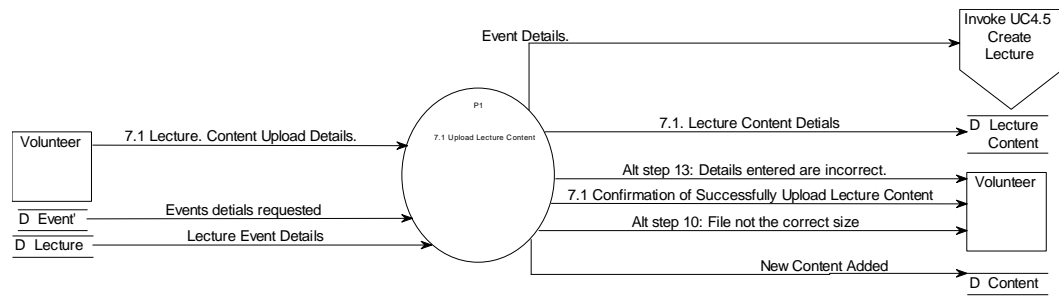 Event Details.
Invoke UC4.5
Create
Lecture
P1
7.1 Upload Lecture Content
Volunteer
7.1 Lecture. Content Upload Details.
D Event'
Events detials requested
D Lecture
Lecture Event Details
7.1. Lecture Content Detials
D Lecture
Content
Alt step 13: Details entered are incorrect.
7.1 Confirmation of Successfully Upload Lecture Content
Alt step 10: File not the correct size
Volunteer
New Content Added
D Content